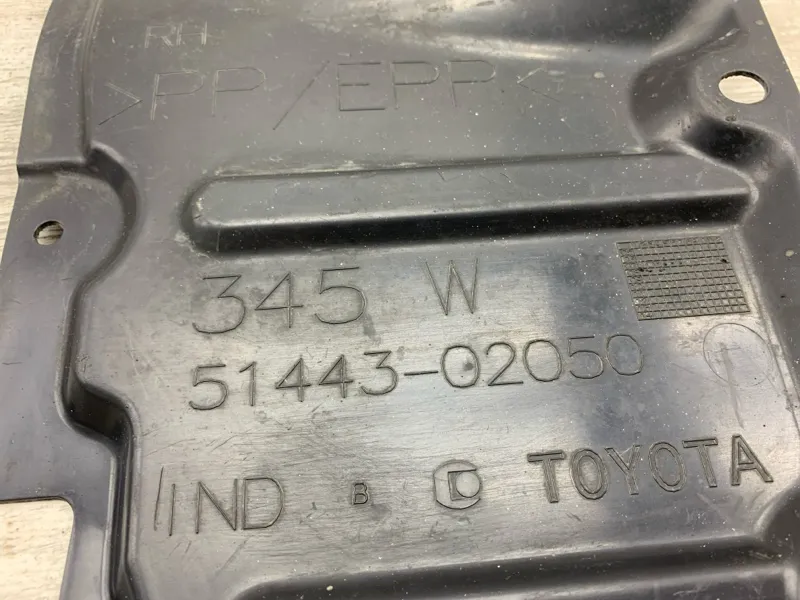 RH
>PP/EPP<
345 W
51443-02050
/IND B TOYOTA